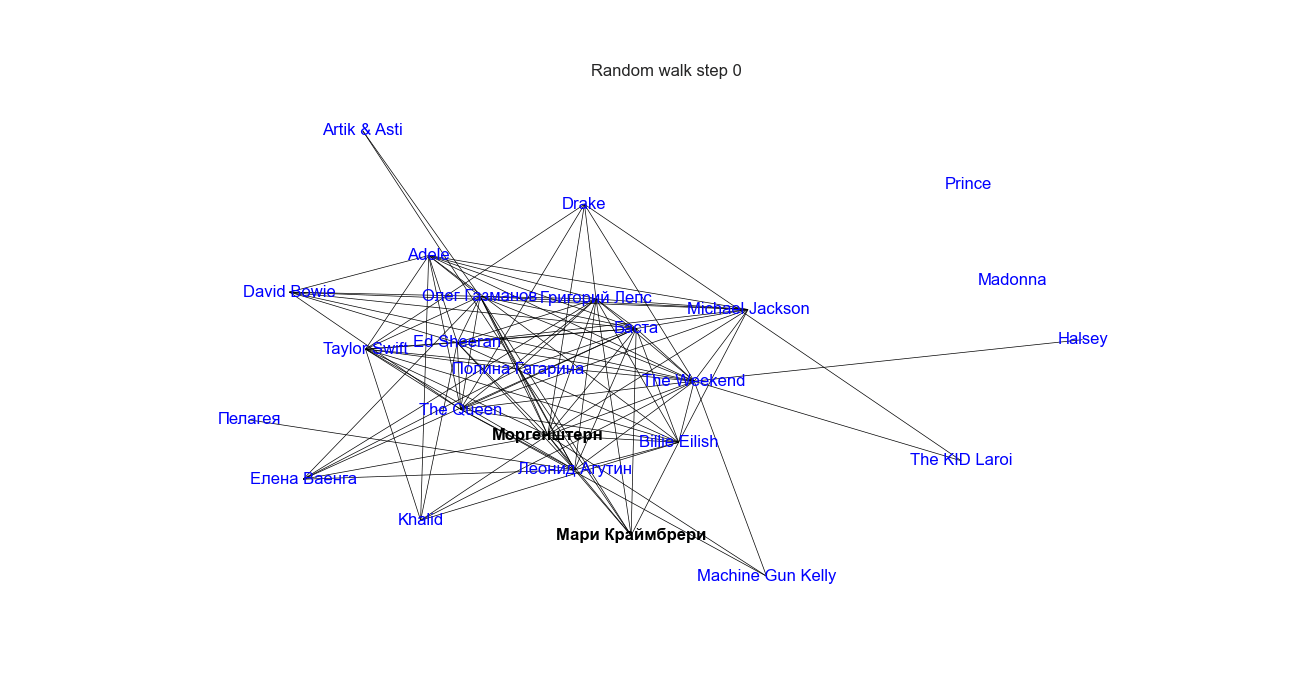 Random walk step 0
Artik & Asti
Prince
Drake
Adele
Madonna
David Bowie
Олег Газманов
Григорий Лепс
Michael Jackson
Баста
Halsey
Ed Sheeran
Taylor Swift
Полина Гагарина
The Weekend
The Queen
Пелагея
Моргенштерн
Billie Eilish
The KID Laroi
Леонид Агутин
Елена Ваенга
Khalid
Мари Краймбрери
Machine Gun Kelly